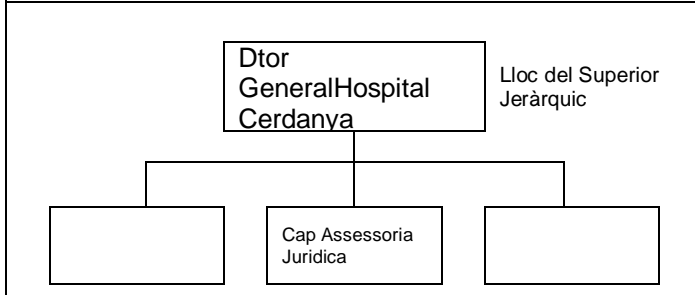 Dtor
GeneralHospital
Cerdanya
Lloc del Superior
Jeràrquic
Cap Assessoria
Juridica